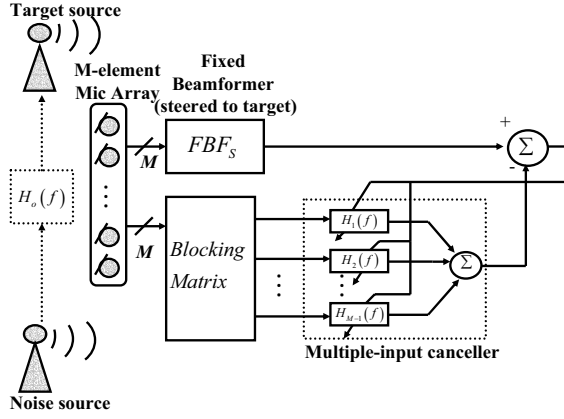 Target source
Fixed
Beamformer
(steered to target)
M-element
Mic Array
M
FBF_S
+
Σ
-
H_o(f)
M
Blocking
Matrix
H_1(f)
H_2(f)
H_{M-1}(f)
Σ
Multiple-input canceller
Noise source